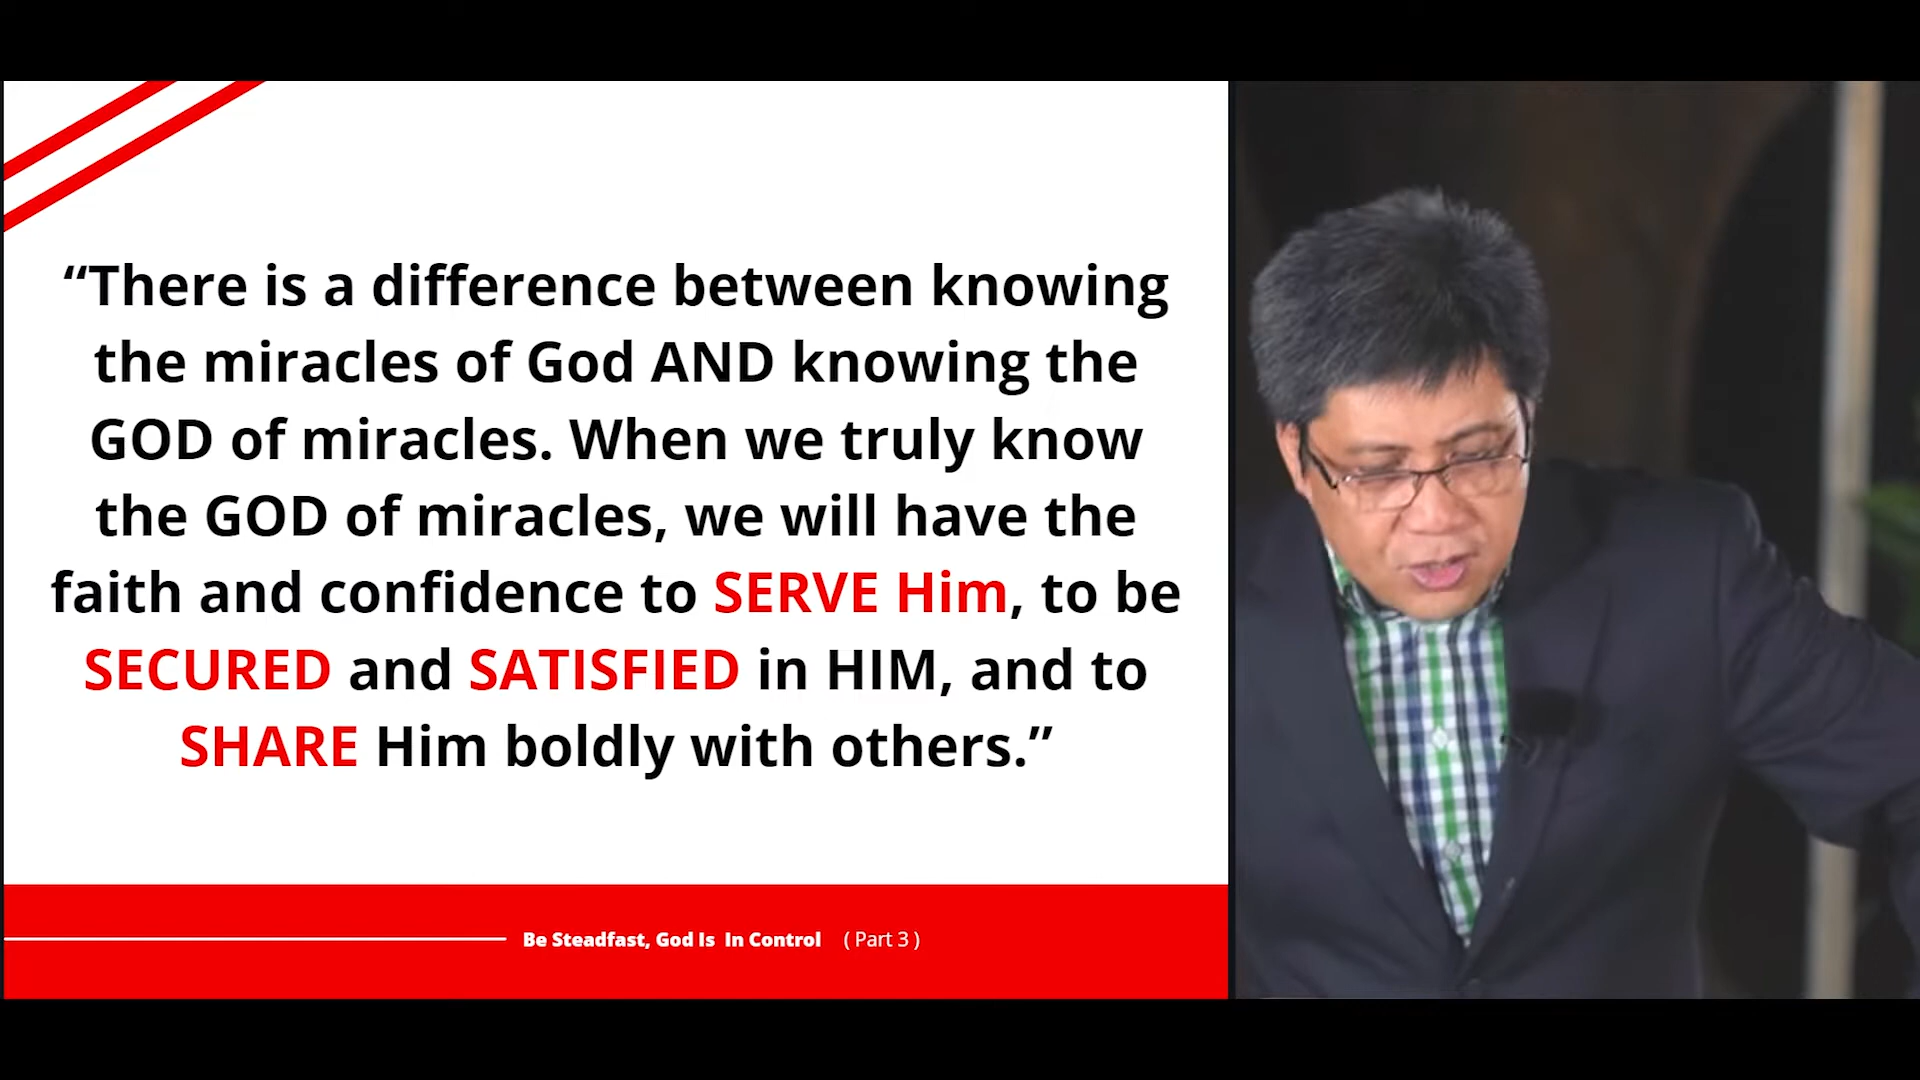 “There is a difference between knowing
the miracles of God AND knowing the
GOD of miracles. When we truly know
the GOD of miracles, we will have the
faith and confidence to SERVE Him, to be
SECURED and SATISFIED in HIM, and to
SHARE Him boldly with others.”
Be Steadfast, God Is In Control ( Part 3 )